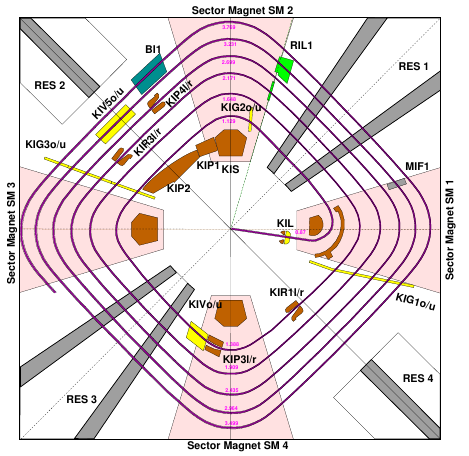 Sector Magnet SM 2
BI1
RIL1
RES 2
RES 1
KIV5o/u
KIP4l/r
KIG2o/u
KIR3l/r
KIG3o/u
KIP1
KIS
KIP2
MIF1
Sector Magnet SM 3
Sector Magnet SM 1
KIL
0.87
KIR1l/r
KIG1o/u
KIVo/u
KIP3l/r
RES 3
RES 4
Sector Magnet SM 4